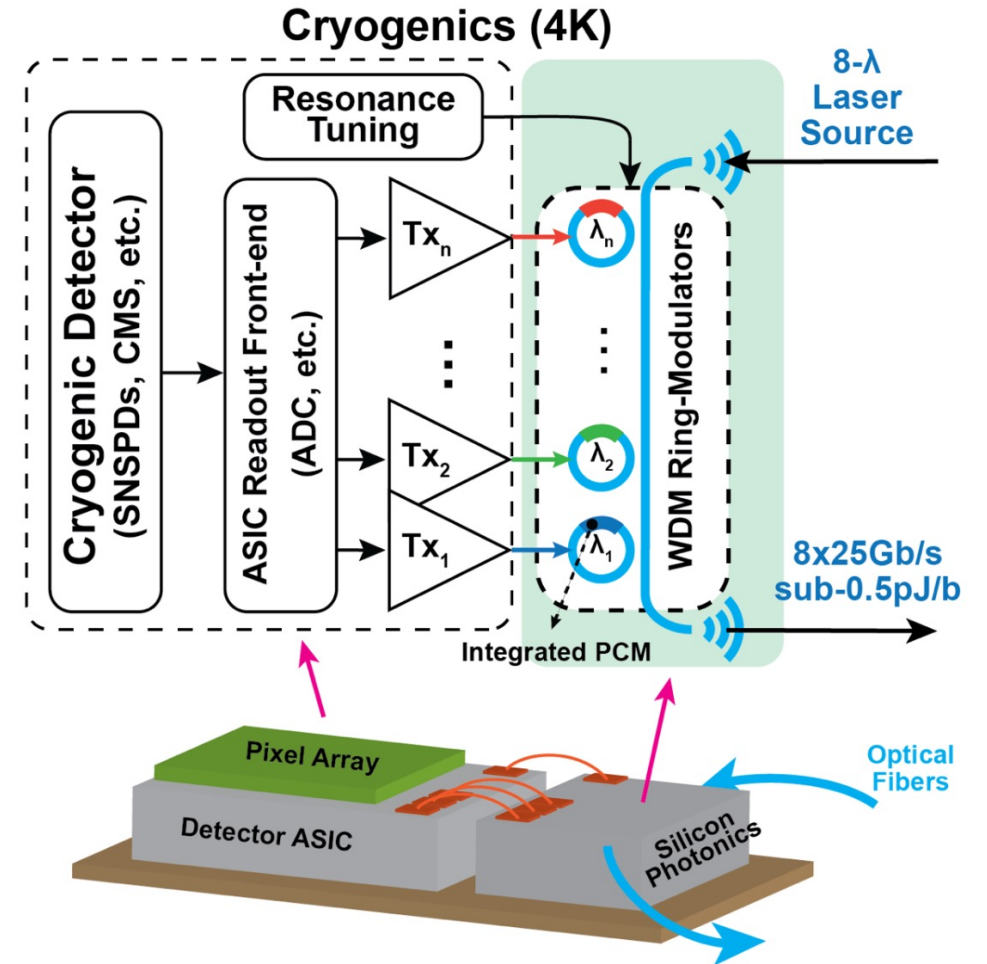 Cryogenics (4K)
8-λ
Laser
Source
Resonance
Tuning
Cryogenic Detector
(SNSPDs, CMS, etc.)
ASIC Readout Front-end
(ADC, etc.)
Txn
λn
Tx2
λ2
Tx1
λ1
WDM Ring-Modulators
8x25Gb/s
sub-0.5pJ/b
Integrated PCM
Pixel Array
Detector ASIC
Silicon
Photonics
Optical
Fibers